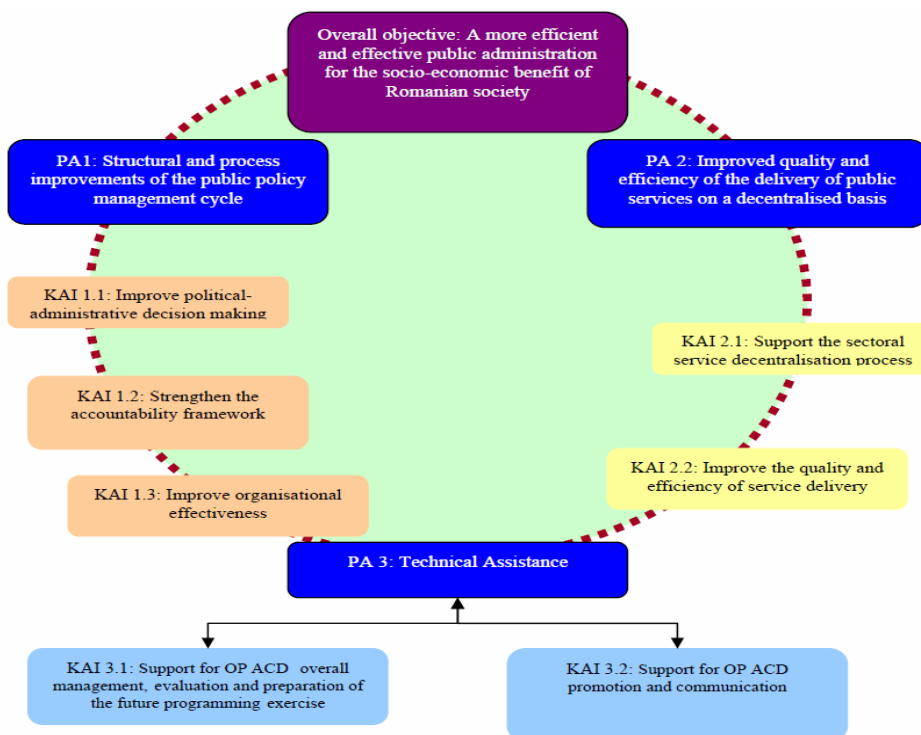 Overall objective: A more efficient
and effective public administration
for the socio-economic benefit of
Romanian society
PA1: Structural and process
improvements of the public policy
management cycle
PA 2: Improved quality and
efficiency of the delivery of public
services on a decentralised basis
KAI 1.1: Improve political-
administrative decision making
KAI 2.1: Support the sectoral
service decentralisation process
KAI 1.2: Strengthen the
accountability framework
KAI 2.2: Improve the quality and
efficiency of service delivery
KAI 1.3: Improve organisational
effectiveness
PA 3: Technical Assistance
KAI 3.1: Support for OP ACD overall
management, evaluation and preparation of
the future programming exercise
KAI 3.2: Support for OP ACD
promotion and communication